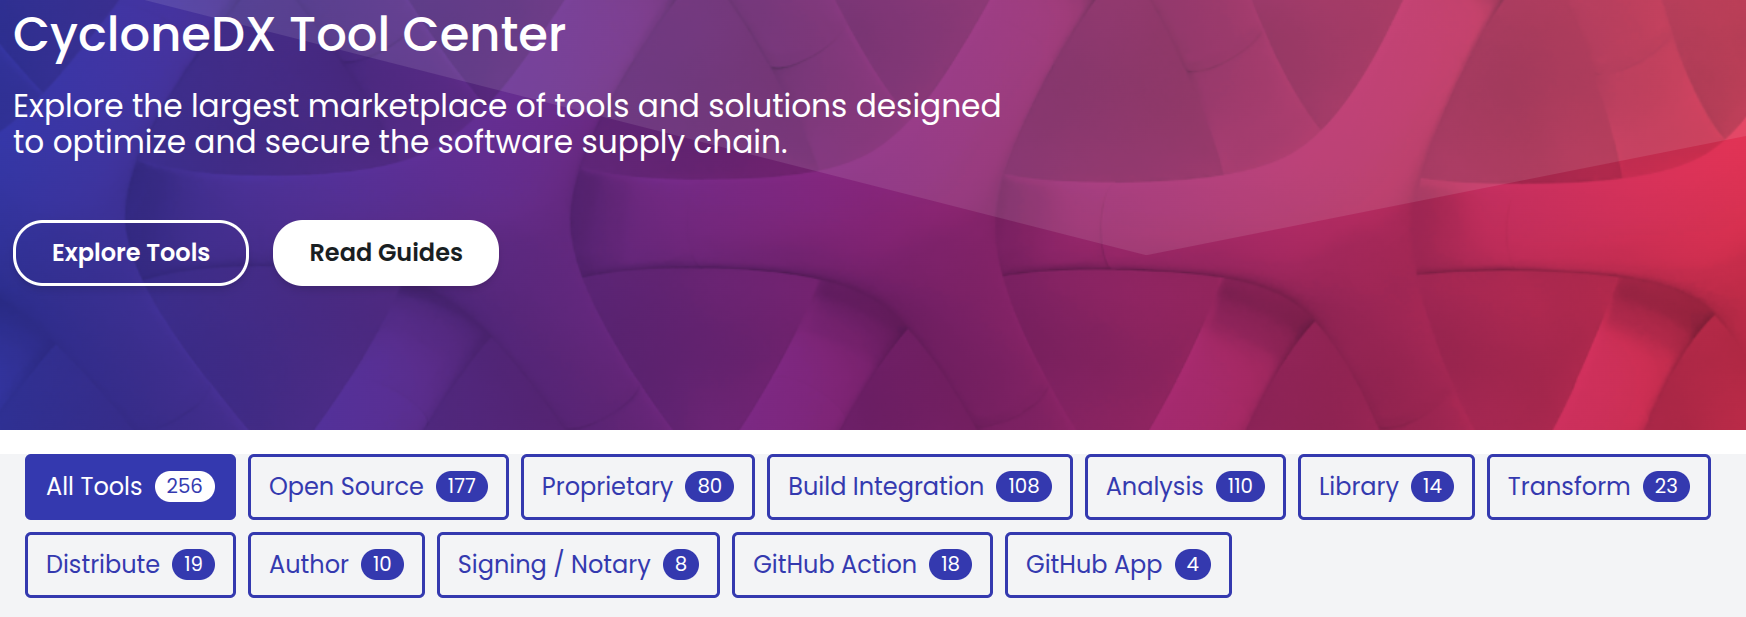 CycloneDX Tool Center
Explore the largest marketplace of tools and solutions designed
to optimize and secure the software supply chain.
Explore Tools Read Guides
All Tools 256 Open Source 177 Proprietary 80 Build Integration 108 Analysis 110 Library 14 Transform 23
Distribute 19 Author 10 Signing / Notary 8 GitHub Action 18 GitHub App 4